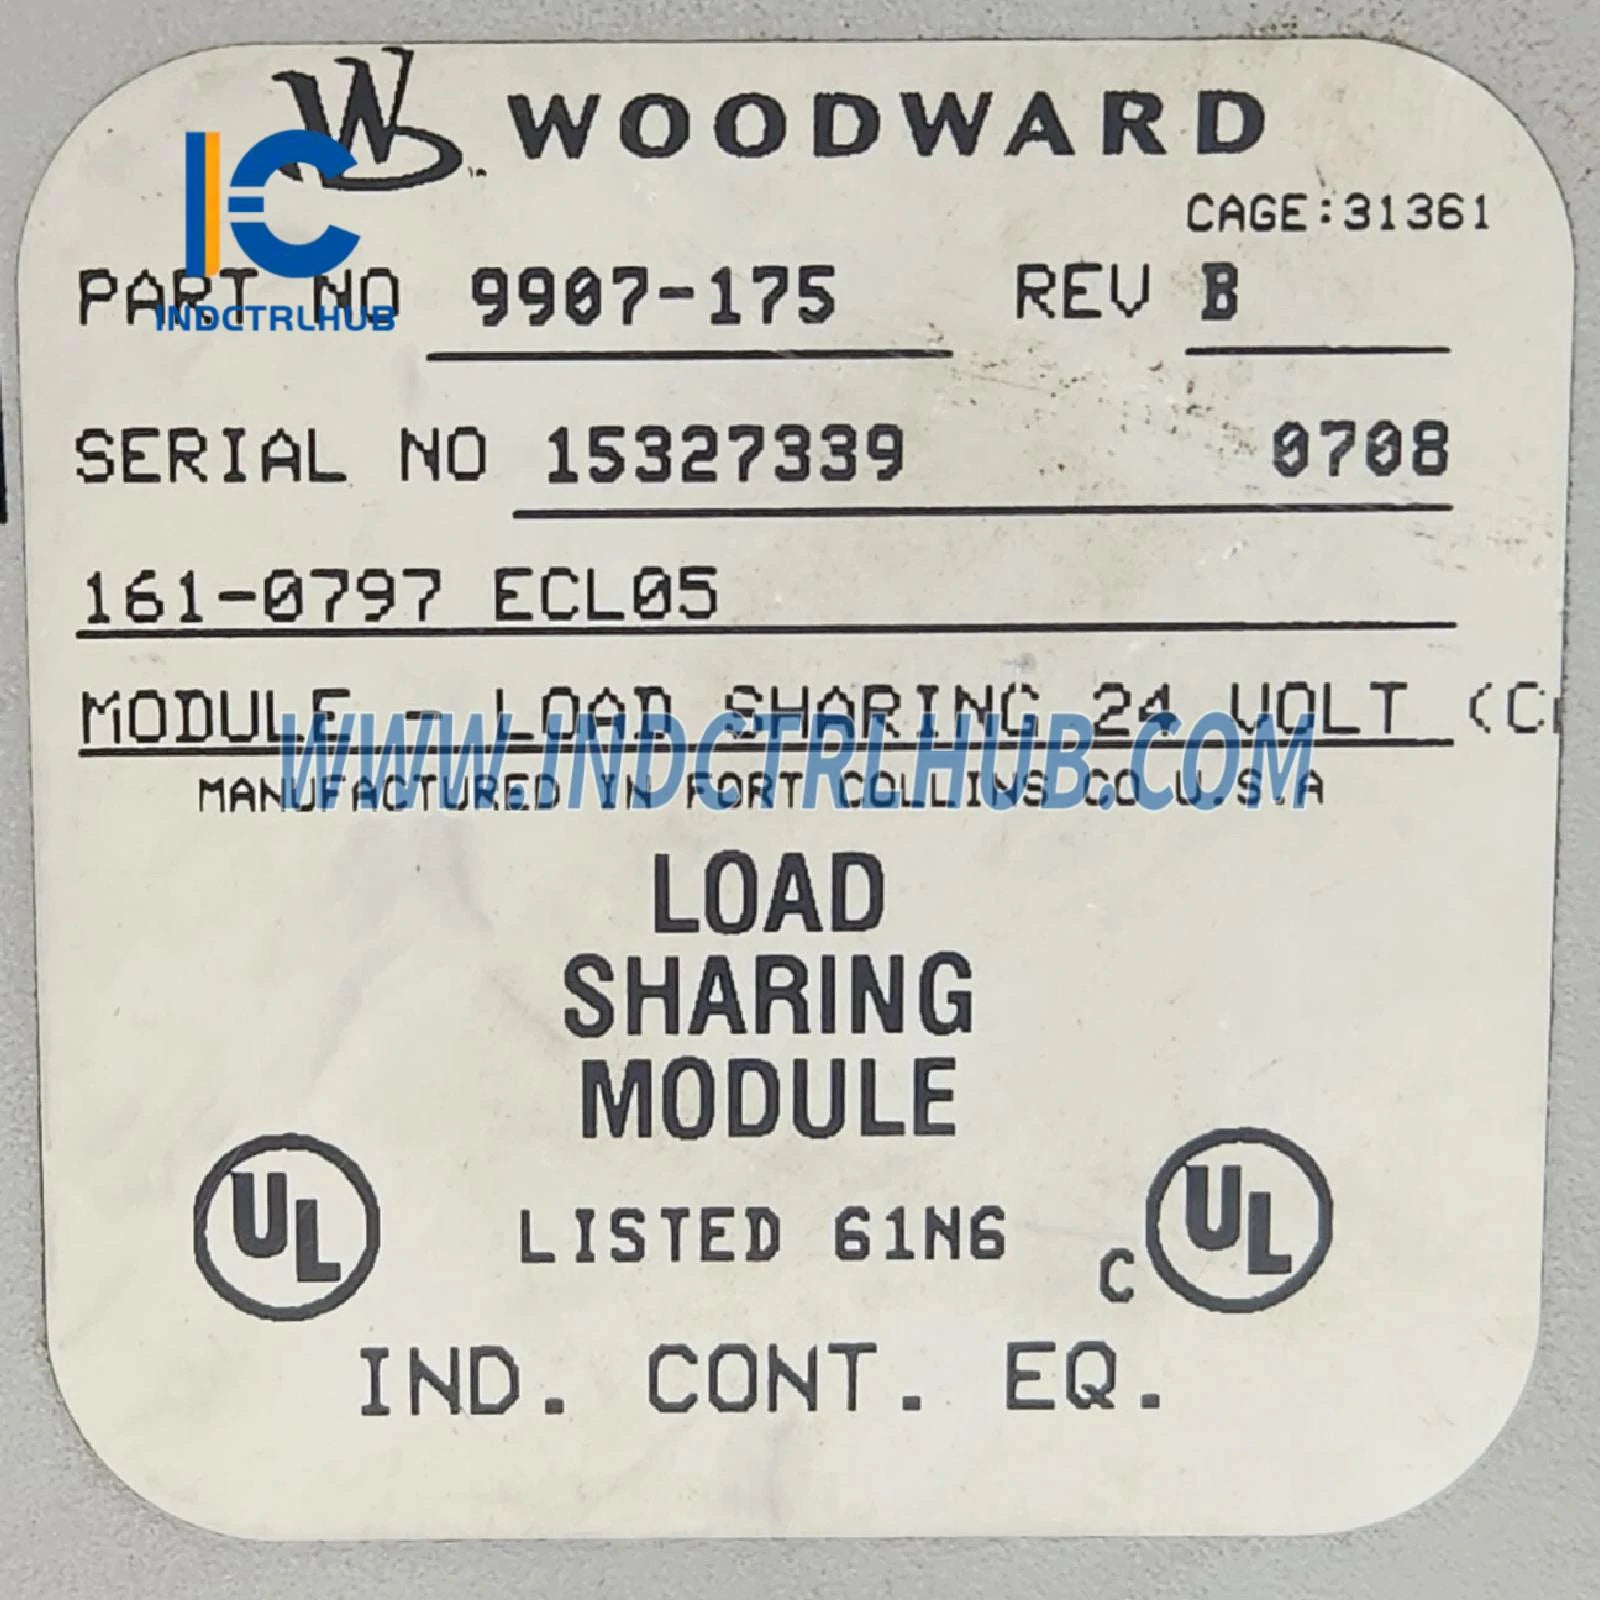 WOODWARD
CAGE:31361
PART NO 9907-175 REV B
INDCTRLHUB
SERIAL NO 15327339 0708
161-0797 ECL05
MODULE - LOAD SHARING 24 VOLT
WWW.INDCTRLHUB.COM
MANUFACTURED IN FORT COLLINS CO U.S.A
LOAD
SHARING
MODULE
UL LISTED 61N6 C UL
IND. CONT. EQ.